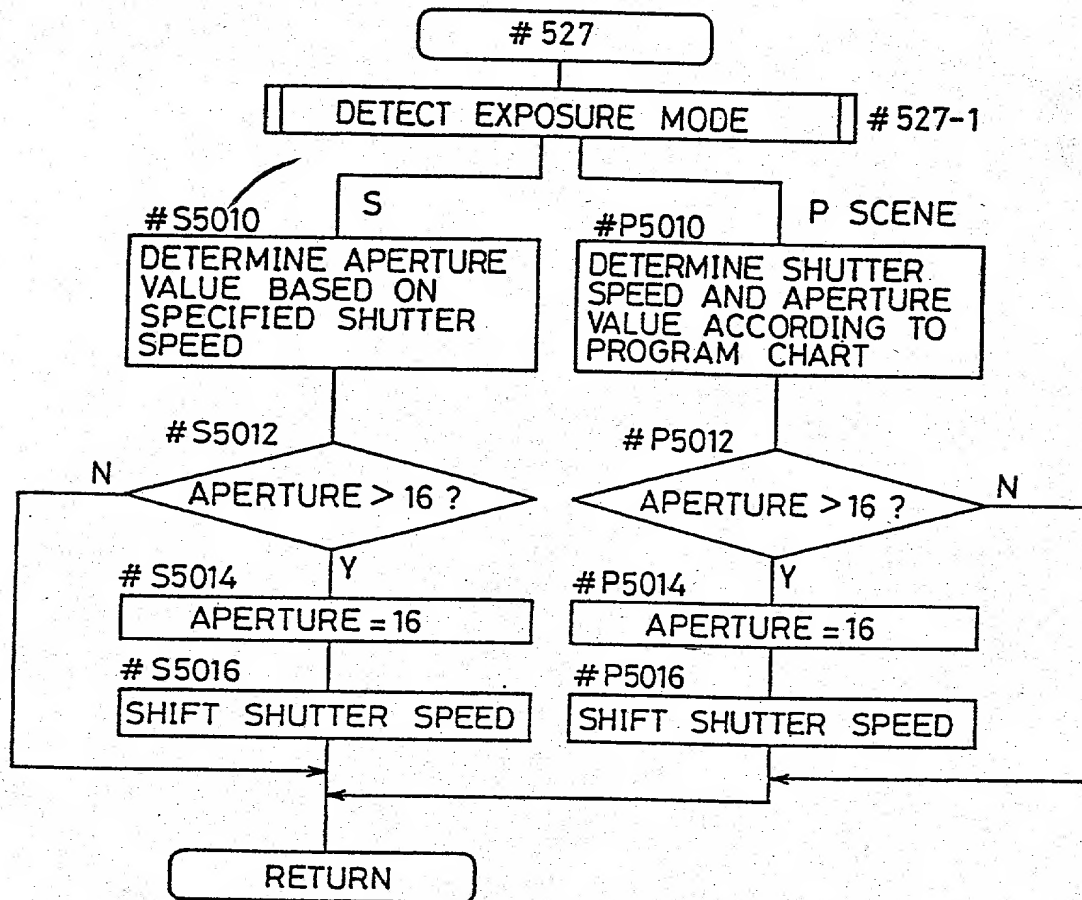 # 527
DETECT EXPOSURE MODE
# 527-1
S
P SCENE
# S5010
DETERMINE APERTURE
VALUE BASED ON
SPECIFIED SHUTTER
SPEED
# P5010
DETERMINE SHUTTER
SPEED AND APERTURE
VALUE ACCORDING TO
PROGRAM CHART
# S5012
N
APERTURE > 16 ?
Y
# P5012
APERTURE > 16 ?
N
Y
# S5014
APERTURE = 16
# P5014
APERTURE = 16
# S5016
SHIFT SHUTTER SPEED
# P5016
SHIFT SHUTTER SPEED
RETURN